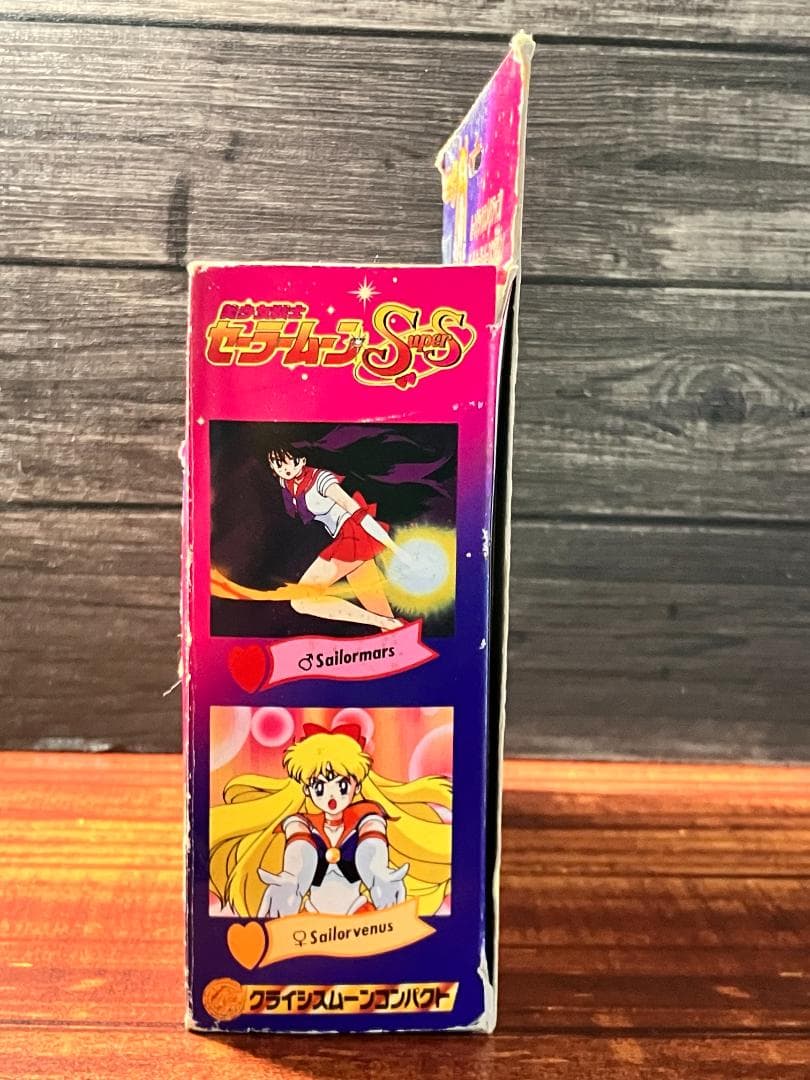 美少女戦士
セーラームーン SuperS
♂Sailormars
♀Sailorvenus
クライシスムーンコンパクト